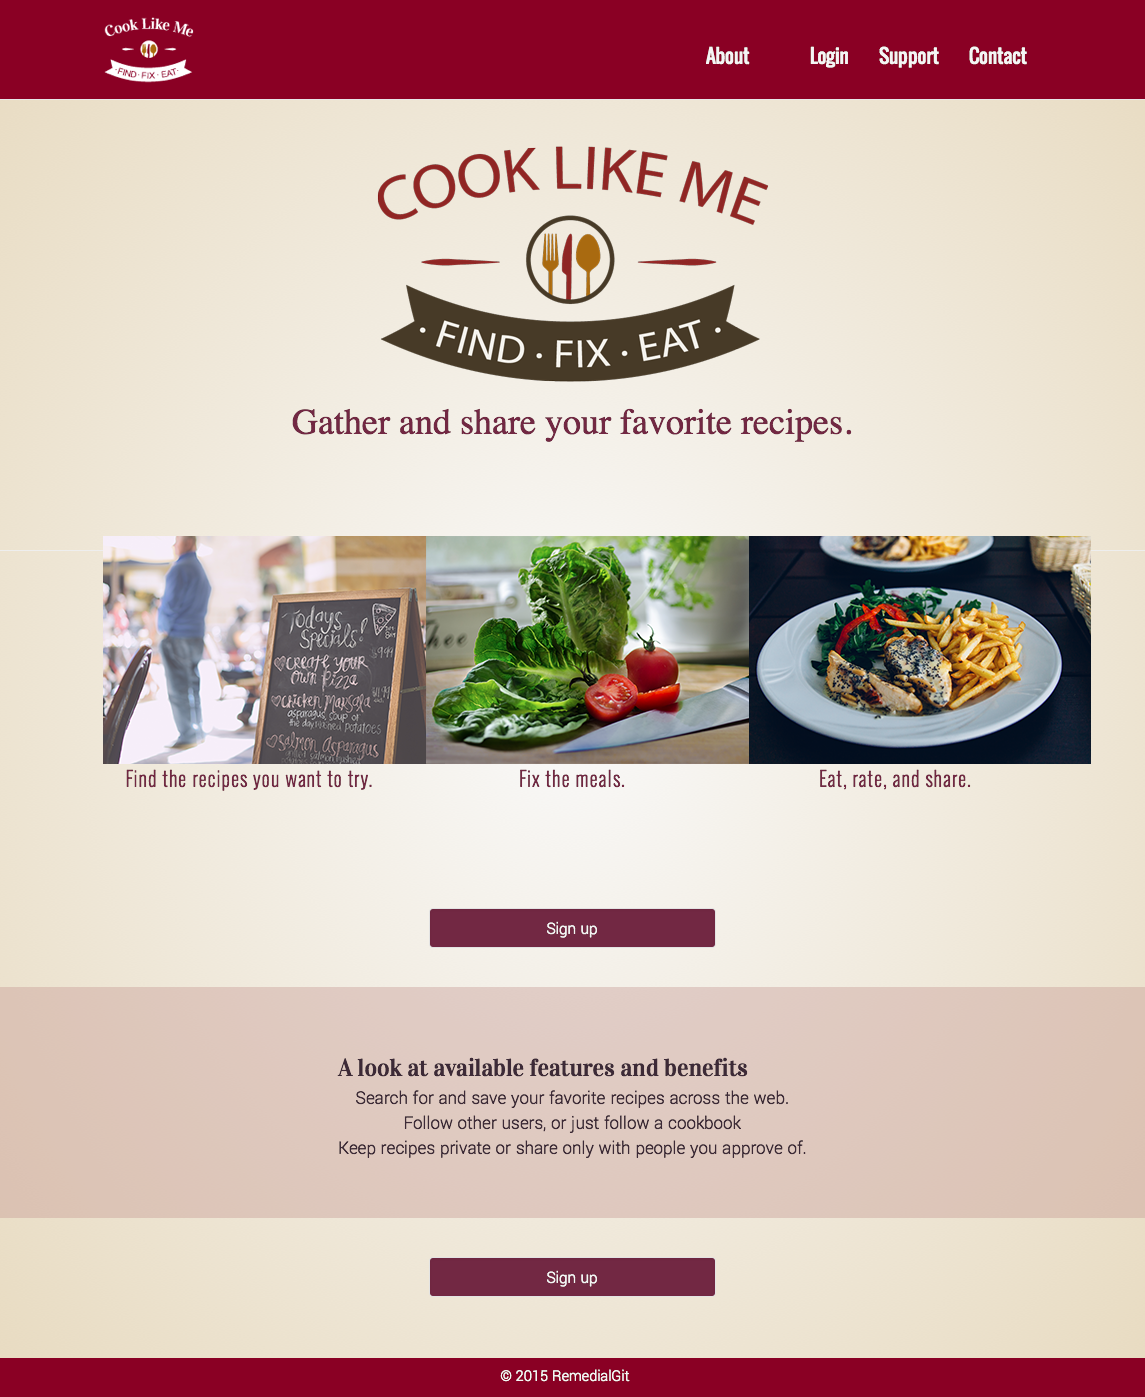 Cook Like Me
· FIND · FIX · EAT ·
About Login Support Contact
COOK LIKE ME
· FIND · FIX · EAT ·
Gather and share your favorite recipes.
Todays
Specials!
$9.99
CREATE YOUR
OWN PIZZA
CHICKEN MARSALA
asparagus, soup of
the day, mashed potatoes
SALMON ASPARAGUS
Find the recipes you want to try.
Fix the meals.
Eat, rate, and share.
Sign up
A look at available features and benefits
Search for and save your favorite recipes across the web.
Follow other users, or just follow a cookbook
Keep recipes private or share only with people you approve of.
Sign up
© 2015 RemedialGit